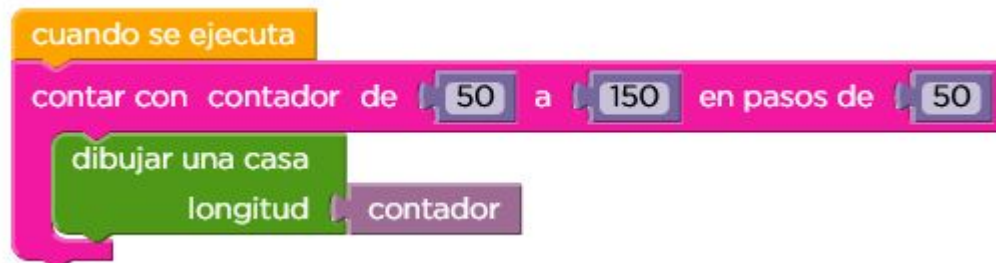 cuando se ejecuta
contar con contador de 50 a 150 en pasos de 50
dibujar una casa
longitud contador